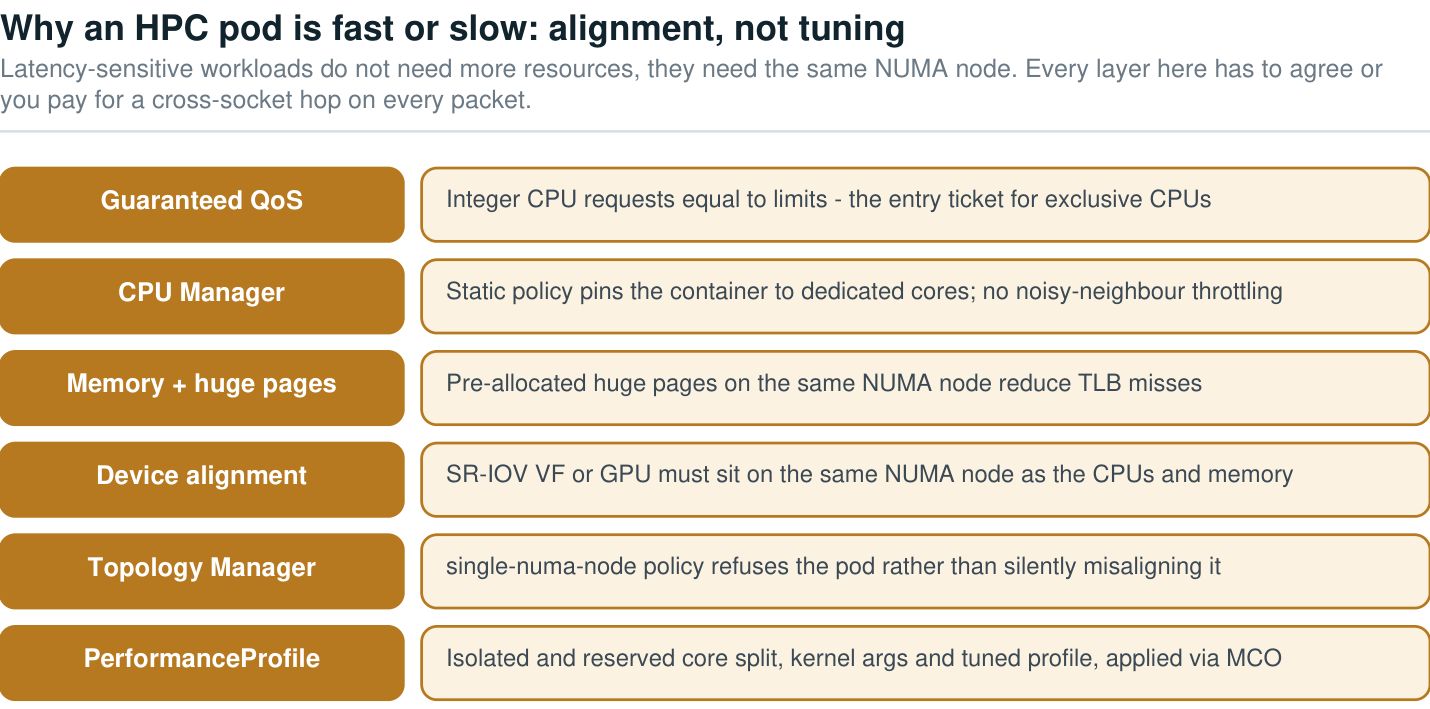 Why an HPC pod is fast or slow: alignment, not tuning
Latency-sensitive workloads do not need more resources, they need the same NUMA node. Every layer here has to agree or
you pay for a cross-socket hop on every packet.
Guaranteed QoS
Integer CPU requests equal to limits - the entry ticket for exclusive CPUs
CPU Manager
Static policy pins the container to dedicated cores; no noisy-neighbour throttling
Memory + huge pages
Pre-allocated huge pages on the same NUMA node reduce TLB misses
Device alignment
SR-IOV VF or GPU must sit on the same NUMA node as the CPUs and memory
Topology Manager
single-numa-node policy refuses the pod rather than silently misaligning it
PerformanceProfile
Isolated and reserved core split, kernel args and tuned profile, applied via MCO